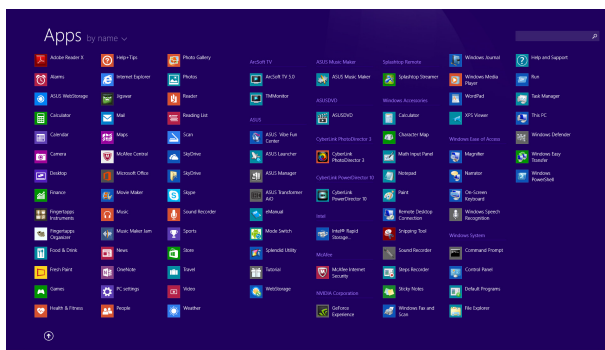 Apps by name
Adobe Reader X
Alarms
ASUS WebStorage
Calculator
Calendar
Camera
Desktop
Finance
Fingertapps
Instruments
Fingertapps
Organizer
Food & Drink
Fresh Paint
Games
Health & Fitness
Help+Tips
Internet Explorer
Jigswar
Mail
Maps
McAfee Central
Microsoft Office
Movie Maker
Music
Music Maker Jam
News
OneNote
PC settings
People
Photo Gallery
Photos
Reader
Reading List
Scan
SkyDrive
SkyDrive
Skype
Sound Recorder
Sports
Store
Travel
Video
Weather
ArcSoft TV
ArcSoft TV 5.0
TMMonitor
ASUS
ASUS Vibe Fun
Center
ASUS Launcher
ASUS Manager
ASUS Transformer
AiO
eManual
Mode Switch
Splendid Utility
Tutorial
WebStorage
ASUS Music Maker
ASUS Music Maker
ASUSDVD
ASUSDVD
CyberLink PhotoDirector 3
CyberLink
PhotoDirector 3
CyberLink PowerDirector 10
CyberLink
PowerDirector 10
Intel
Intel® Rapid
Storage...
McAfee
McAfee Internet
Security
NVIDIA Corporation
GeForce
Experience
Splashtop Remote
Splashtop Streamer
Windows Accessories
Calculator
Character Map
Math Input Panel
Notepad
Paint
Remote Desktop
Connection
Snipping Tool
Sound Recorder
Steps Recorder
Sticky Notes
Windows Fax and
Scan
Windows Journal
Windows Media
Player
WordPad
XPS Viewer
Windows Ease of Access
Magnifier
Narrator
On-Screen
Keyboard
Windows Speech
Recognition
Windows System
Command Prompt
Control Panel
Default Programs
File Explorer
Help and Support
Run
Task Manager
This PC
Windows Defender
Windows Easy
Transfer
Windows
PowerShell